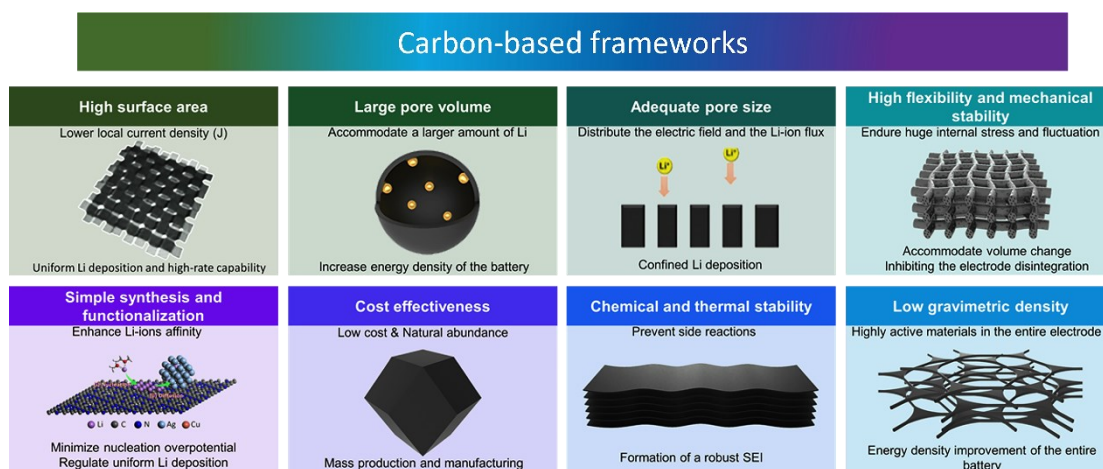 Carbon-based frameworks
High surface area
Lower local current density (J)
Uniform Li deposition and high-rate capability
Large pore volume
Accommodate a larger amount of Li
Increase energy density of the battery
Adequate pore size
Distribute the electric field and the Li-ion flux
Li⁺
Li⁺
Confined Li deposition
High flexibility and mechanical
stability
Endure huge internal stress and fluctuation
Accommodate volume change
Inhibiting the electrode disintegration
Simple synthesis and
functionalization
Enhance Li-ions affinity
Li C N Ag Cu
Minimize nucleation overpotential
Regulate uniform Li deposition
Cost effectiveness
Low cost & Natural abundance
Mass production and manufacturing
Chemical and thermal stability
Prevent side reactions
Formation of a robust SEI
Low gravimetric density
Highly active materials in the entire electrode
Energy density improvement of the entire
battery